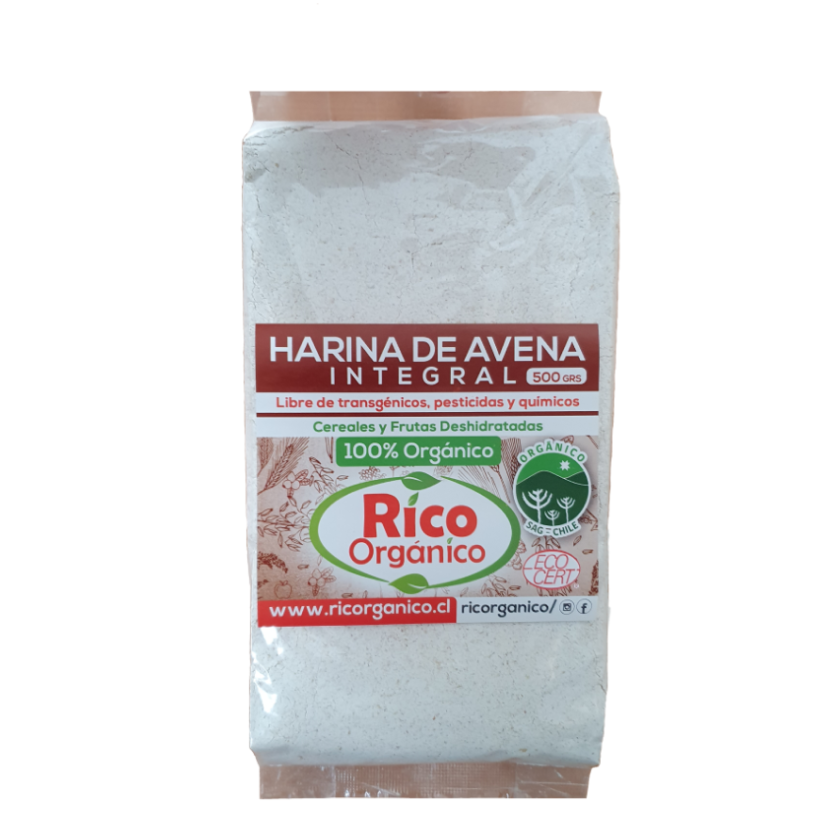 HARINA DE AVENA
INTEGRAL 500 GRS
Libre de transgénicos, pesticidas y químicos
Cereales y Frutas Deshidratadas
100% Orgánico
ORGÁNICO
SAG - CHILE
Rico
Orgánico
ECO
CERT
www.ricorganico.cl ricorganico/